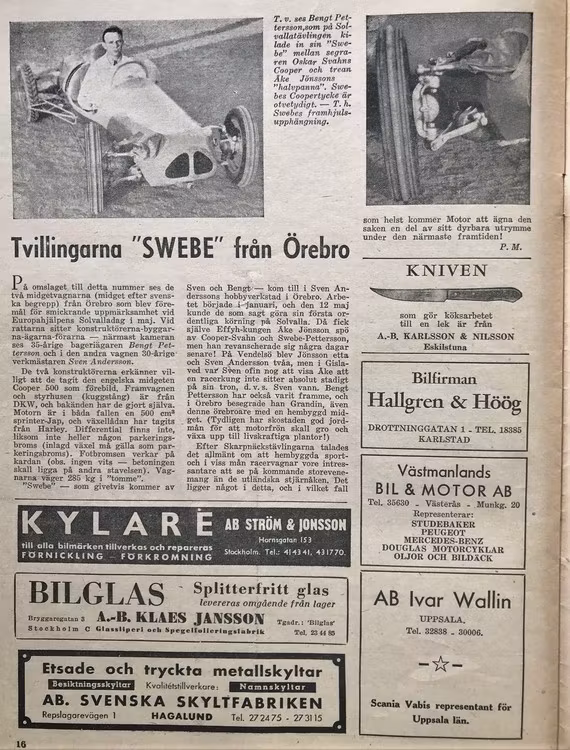 T. v. ses Bengt Pet-
tersson, som på Sol-
vallatävlingen ki-
lade in sin "Swe-
be" mellan segra-
ren Oskar Svahns
Cooper och trean
Åke Jönssons
"halvpanna". Swe-
bes Coopertycke är
otvetydigt. — T. h.
Swebes framhjuls-
upphängning.
Tvillingarna "SWEBE" från Örebro
På omslaget till detta nummer ses de
två midgetvagnarna (midget efter svens-
ka begrepp) från Örebro som blev före-
mål för smickrande uppmärksamhet vid
Europahjälpens Solvalladag i maj. Vid
rattarna sitter konstruktörerna-byggar-
na-ägarna-förarna — närmast kameran
ses 35-årige bageriägaren Bengt Pet-
tersson och i den andra vagnen 30-årige
verkmästaren Sven Andersson.
De två konstruktörerna erkänner vil-
ligt att de tagit den engelska midgeten
Cooper 500 som förebild. Framvagnen
och styrhusen (kuggstång) är från
DKW, och bakänden har de gjort själva.
Motorn är i båda fallen en 500 cm³
sprinter-Jap, och växellådan har tagits
från Harley. Differential finns inte,
liksom inte heller någon parkerings-
broms (inlagd växel må gälla som par-
keringsbroms). Fotbromsen verkar på
kardan (obs. ingen vits — betoningen
skall ligga på andra stavelsen). Vag-
narna väger 285 kg i "tomme".
"Swebe" — som givetvis kommer av
Sven och Bengt — kom till i Sven An-
derssons hobbyverkstad i Örebro. Arbe-
tet började i januari, och den 12 maj
kunde de som sagt göra sin första or-
dentliga körning på Solvalla. Då fick
själve Effyh-kungen Åke Jönsson spö
av Cooper-Svahn och Swebe-Pettersson,
men han revanscherade sig några dagar
senare! På Vendelsö blev Jönsson etta
och Sven Andersson tvåa, men i Gisla-
ved var Sven ofin nog att visa Åke att
en racerkung inte sitter absolut stadigt
på sin tron, d.v.s. Sven vann. Bengt
Pettersson har också varit framme, och
i Örebro besegrade han Grandin, även
denne örebroare med en hembyggd mid-
get. (Tydligen har skostaden god jord-
mån för att motorfrön skall gro och
växa upp till livskraftiga plantor!)
Efter Skarpnäckstävlingarna talades
det allmänt om att hembyggda sport-
och i viss mån racervagnar vore intres-
santare att se på kommande storevene-
mang än de utländska stjärnåken. Det
ligger något i detta, och i vilket fall
som helst kommer Motor att ägna den
saken en del av sitt dyrbara utrymme
under den närmaste framtiden!
P. M.
KNIVEN
som gör köksarbetet
till en lek är från
A.-B. KARLSSON & NILSSON
Eskilstuna
Bilfirman
Hallgren & Höög
DROTTNINGGATAN 1 - TEL. 18385
KARLSTAD
Västmanlands
BIL & MOTOR AB
Tel. 35630 - Västerås - Munkg. 20
Representerar:
STUDEBAKER
PEUGEOT
MERCEDES-BENZ
DOUGLAS MOTORCYKLAR
OLJOR OCH BILDÄCK
AB Ivar Wallin
UPPSALA.
Tel. 32838 - 30006.
Scania Vabis representant för
Uppsala län.
KYLARE AB STRÖM & JONSSON
Hornsgatan 153
till alla bilmärken tillverkas och repareras
Stockholm. Tel.: 414341, 431770.
FÖRNICKLING - FÖRKROMNING
BILGLAS Splitterfritt glas
levereras omgående från lager
Bryggaregatan 3 A.-B. KLAES JANSSON Tgadr.: 'Bilglas'
Stockholm C Glassliperi och Spegelfolieringsfabrik Tel. 23 44 85
Etsade och tryckta metallskyltar
Besiktningsskyltar Kvalitétstillverkare: Namnskyltar
AB. SVENSKA SKYLTFABRIKEN
Repslagarevägen 1 HAGALUND Tel. 272475 - 273115
16